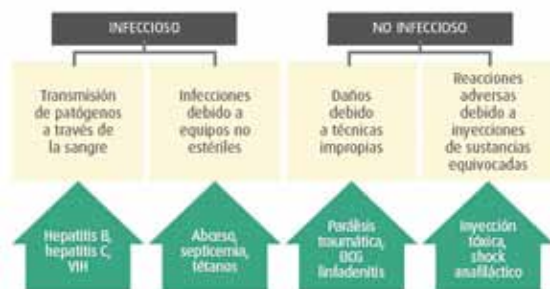 INFECCIOSO
NO INFECCIOSO
Transmisión
de patógenos
a través de
la sangre
Infecciones
debido a
equipos no
estériles
Daños
debido
a técnicas
impropias
Reacciones
adversas
debido a
inyecciones
de sustancias
equivocadas
Hepatitis B,
hepatitis C,
VIH
Abceso,
septicemia,
tétanos
Parálisis
traumática,
BCG
linfadenitis
Inyección
tóxica,
shock
anafiláctico